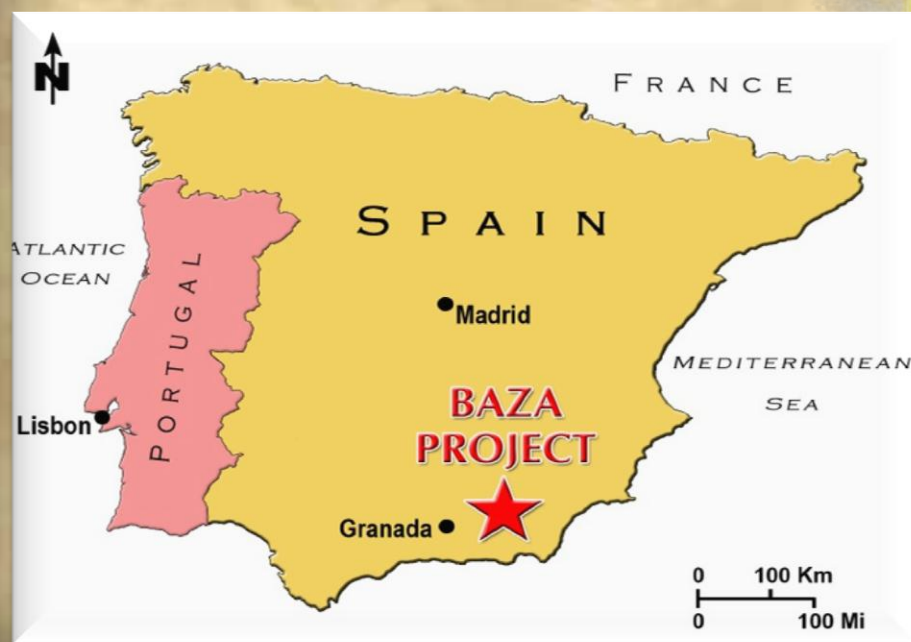 N
FRANCE
SPAIN
ATLANTIC
OCEAN
PORTUGAL
Madrid
MEDITERRANEAN
SEA
BAZA
PROJECT
Lisbon
Granada
0 100 Km
0 100 Mi